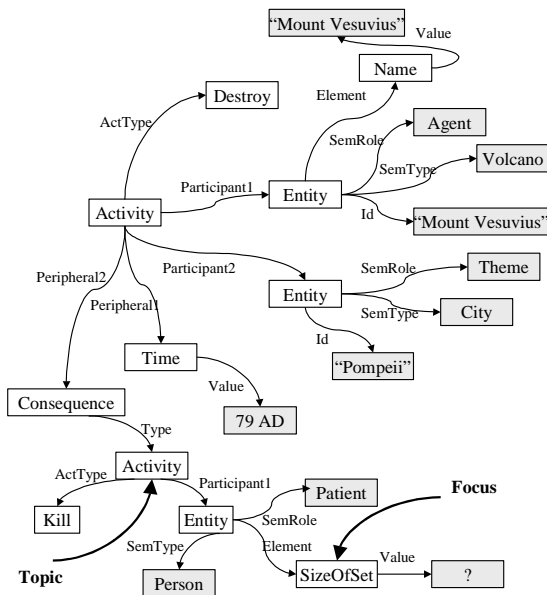 “Mount Vesuvius”
Value
Name
Destroy
Element
ActType
SemRole
Agent
SemType
Volcano
Participant1
Entity
Activity
Id
“Mount Vesuvius”
Peripheral2
Participant2
SemRole
Theme
Peripheral1
Entity
SemType
City
Id
Time
“Pompeii”
Value
Consequence
79 AD
Type
Activity
ActType
Participant1
Patient
Focus
Kill
Entity
SemRole
SemType
Element
Value
Topic
Person
SizeOfSet
?